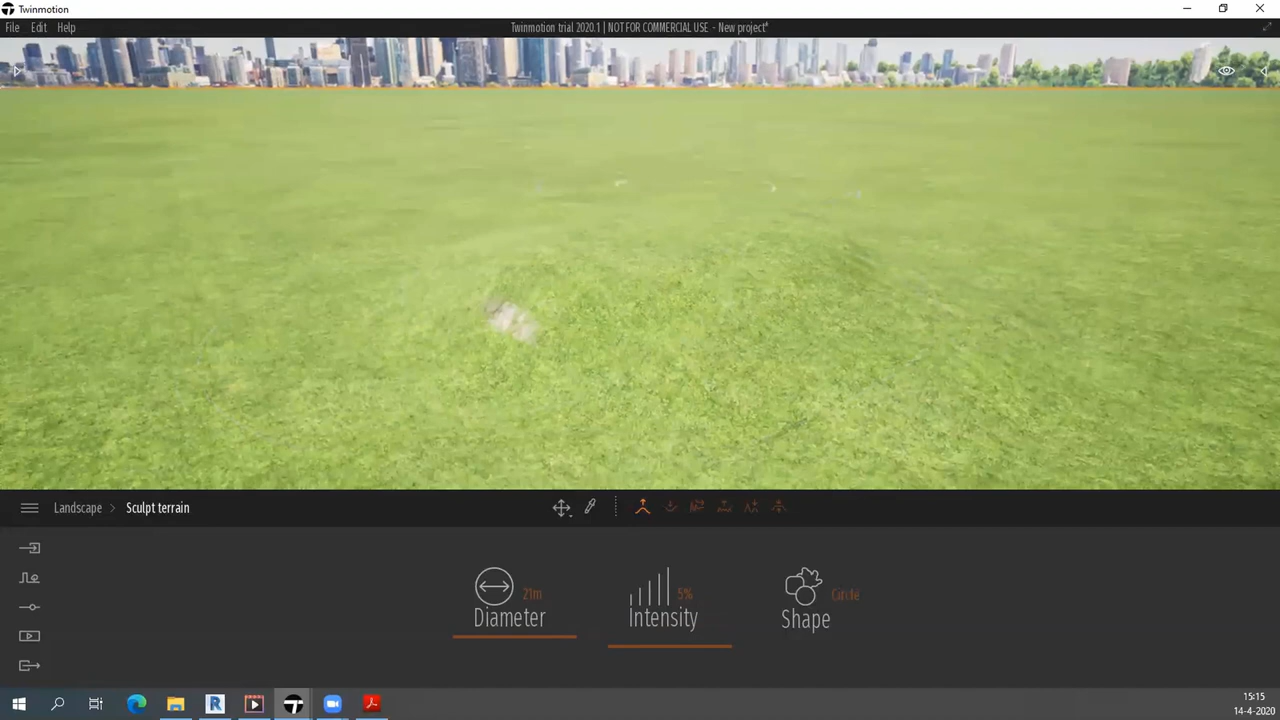 Twinmotion
File Edit Help
Twinmotion trial 2020.1 | NOT FOR COMMERCIAL USE - New project*
Landscape > Sculpt terrain
21m
Diameter
5%
Intensity
Circle
Shape
15:15
14-4-2020